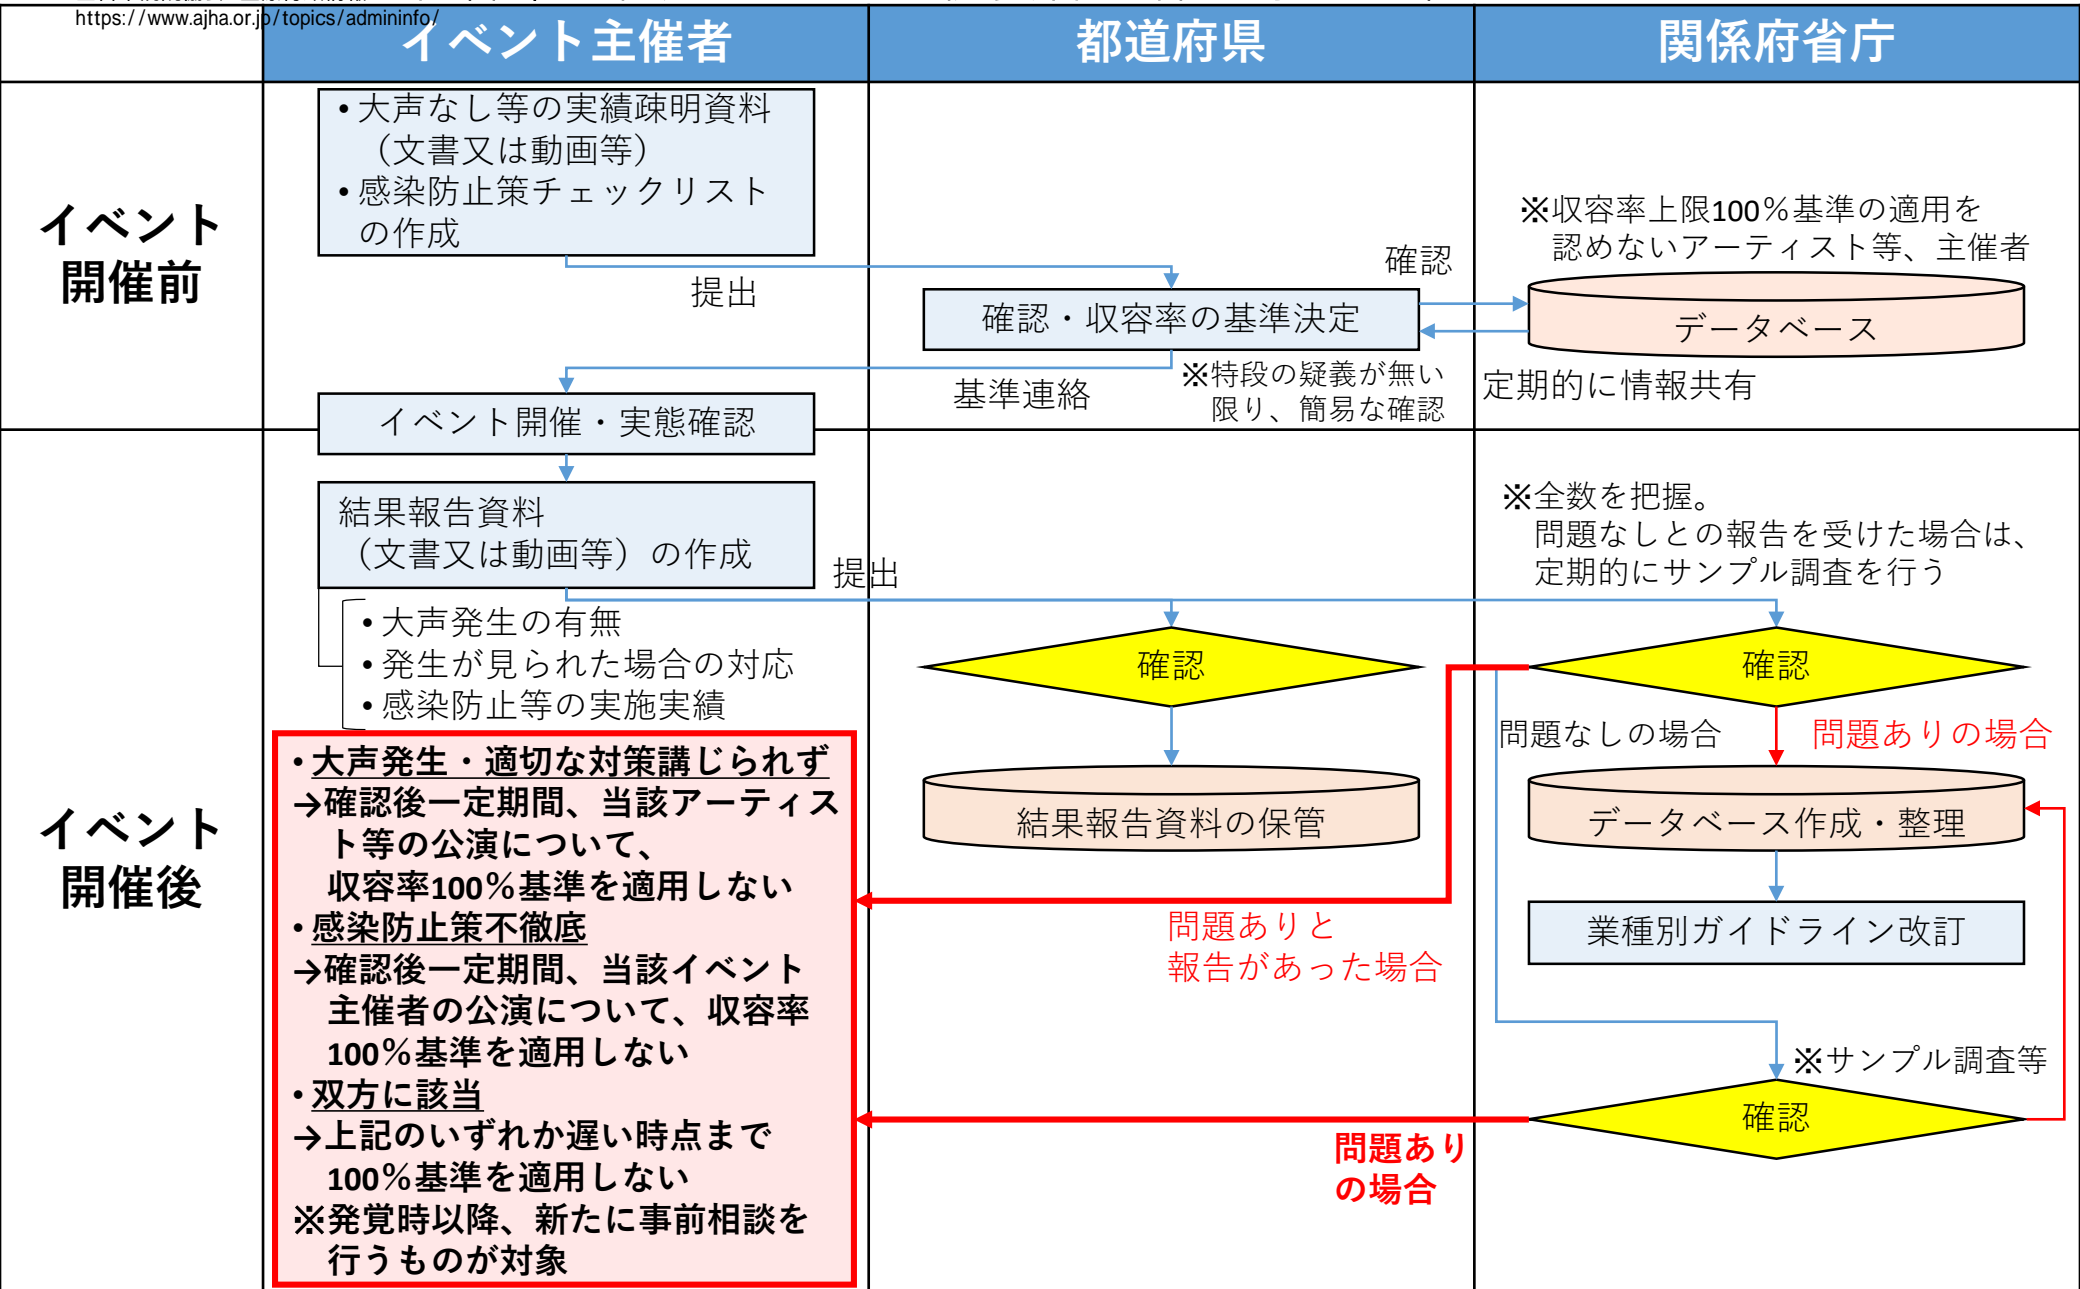 https://www.ajha.or.jp/topics/admininfo/
イベント主催者
都道府県
関係府省庁
イベント
開催前
•大声なし等の実績疎明資料
（文書又は動画等）
•感染防止策チェックリスト
の作成
提出
確認・収容率の基準決定
確認
※収容率上限100％基準の適用を
認めないアーティスト等、主催者
データベース
定期的に情報共有
基準連絡
※特段の疑義が無い
限り、簡易な確認
イベント開催・実態確認
イベント
開催後
結果報告資料
（文書又は動画等）の作成
提出
•大声発生の有無
•発生が見られた場合の対応
•感染防止等の実施実績
※全数を把握。
問題なしとの報告を受けた場合は、
定期的にサンプル調査を行う
確認
確認
問題なしの場合
問題ありの場合
結果報告資料の保管
データベース作成・整理
業種別ガイドライン改訂
•大声発生・適切な対策講じられず
→確認後一定期間、当該アーティス
ト等の公演について、
収容率100％基準を適用しない
•感染防止策不徹底
→確認後一定期間、当該イベント
主催者の公演について、収容率
100％基準を適用しない
•双方に該当
→上記のいずれか遅い時点まで
100％基準を適用しない
※発覚時以降、新たに事前相談を
行うものが対象
問題ありと
報告があった場合
※サンプル調査等
確認
問題あり
の場合